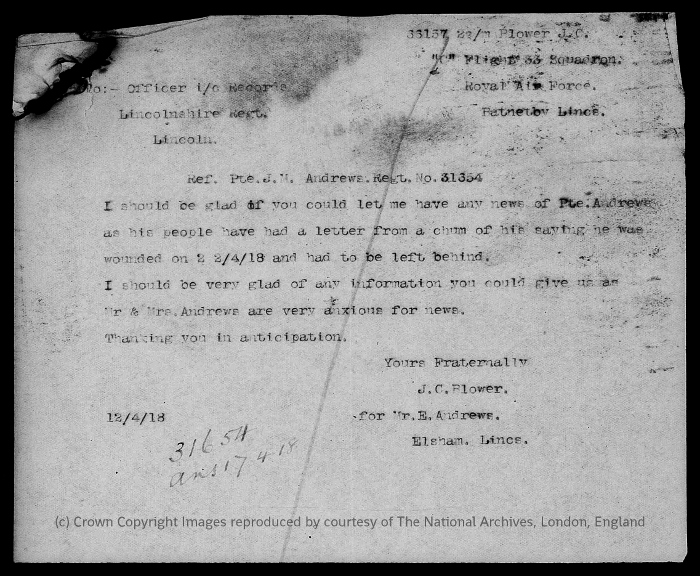 33157 2a/m Blower J.C.
"C" Flight 33 Squadron.
To:- Officer i/c Records
Royal Air Force.
Lincolnshire Regt.
Lincs.
Lincoln.
Ref. Pte.J.H. Andrews.Regt.No.31354
I should be glad if you could let me have any news of Pte.Andrews
as his people have had a letter from a chum of his saying he was
wounded on 2 2/4/18 and had to be left behind.
I should be very glad of any information you could give us as
Mr & Mrs.Andrews are very anxious for news.
Thanking you in anticipation.
Yours Fraternally
J.C.Blower.
12/4/18
-for Mr.E.Andrews.
Elsham. Lincs.
31654
ans 17 4 18
(c) Crown Copyright Images reproduced by courtesy of The National Archives, London, England